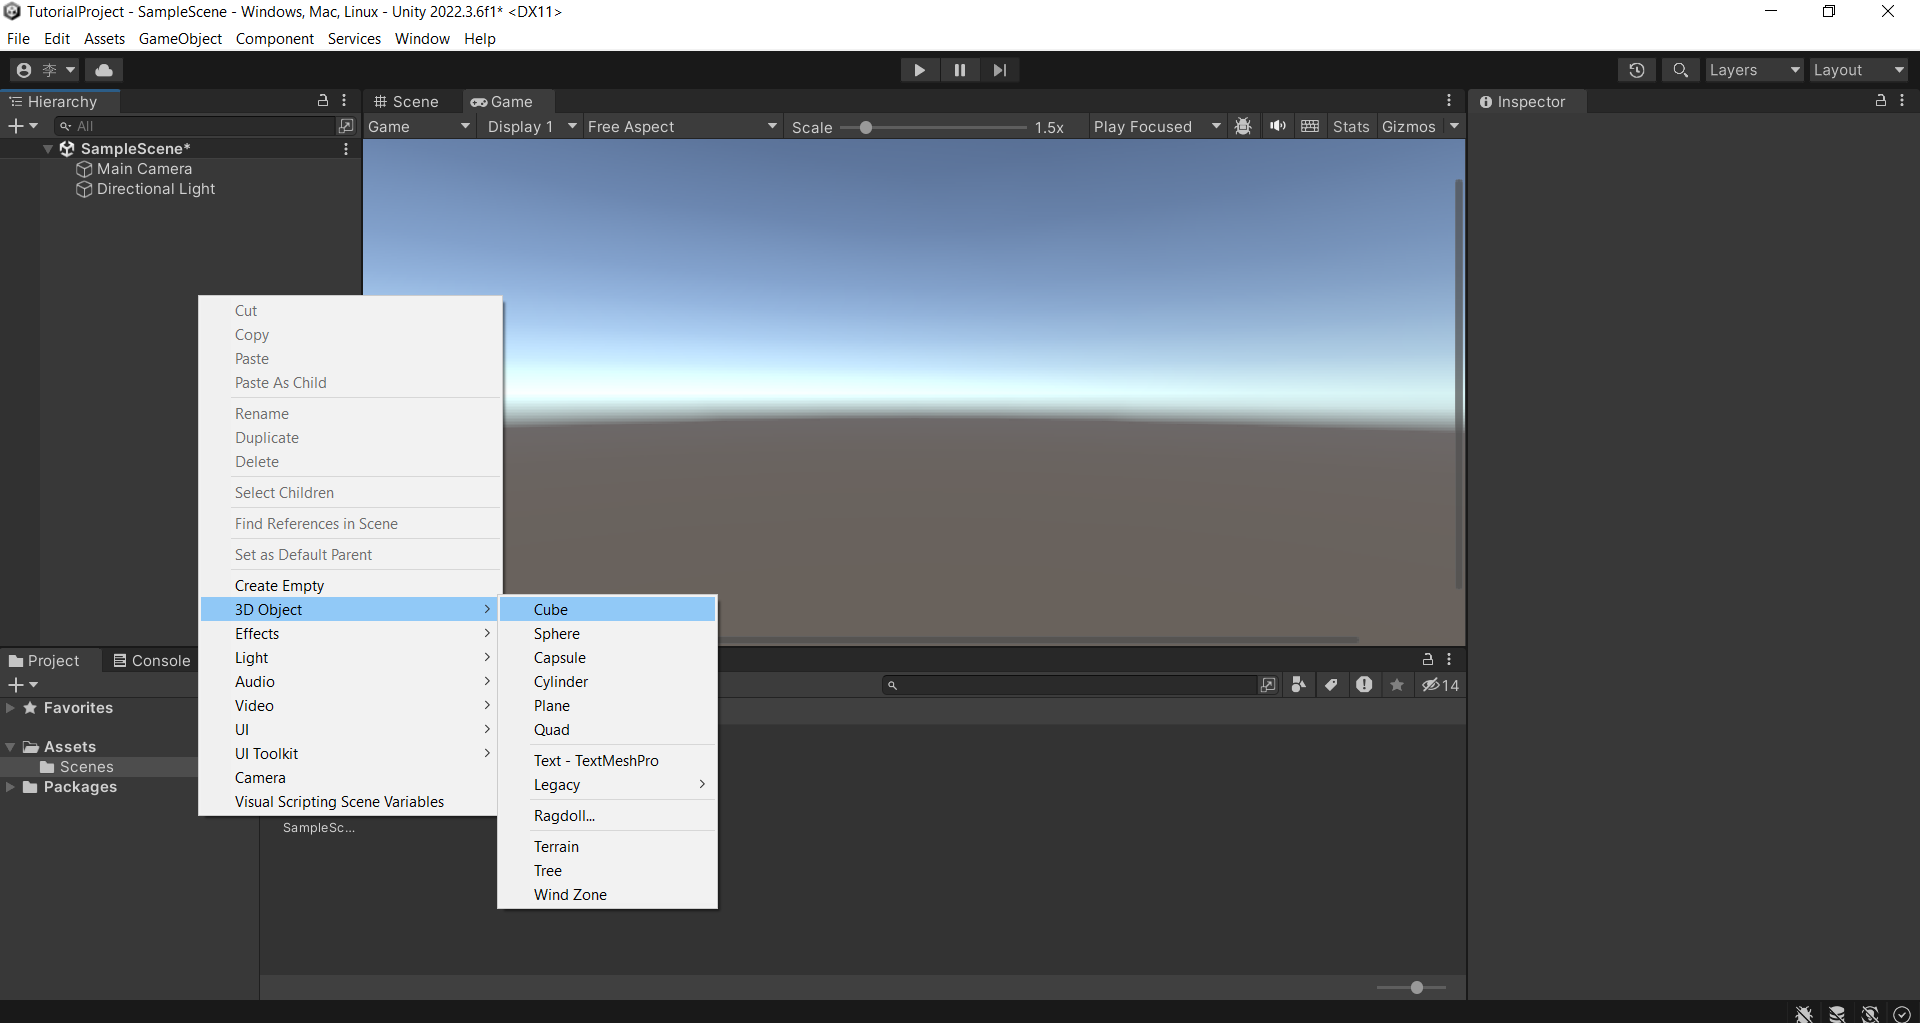 TutorialProject - SampleScene - Windows, Mac, Linux - Unity 2022.3.6f1* <DX11>
File Edit Assets GameObject Component Services Window Help
李 Layers Layout
Hierarchy Scene Game Inspector
All Game Display 1 Free Aspect Scale 1.5x Play Focused Stats Gizmos
SampleScene*
Main Camera
Directional Light
Cut
Copy
Paste
Paste As Child
Rename
Duplicate
Delete
Select Children
Find References in Scene
Set as Default Parent
Create Empty
3D Object
Effects
Light
Audio
Video
UI
UI Toolkit
Camera
Visual Scripting Scene Variables
Cube
Sphere
Capsule
Cylinder
Plane
Quad
Text - TextMeshPro
Legacy
Ragdoll...
Terrain
Tree
Wind Zone
Project Console
14
Favorites
Assets
Scenes
Packages
SampleSc...